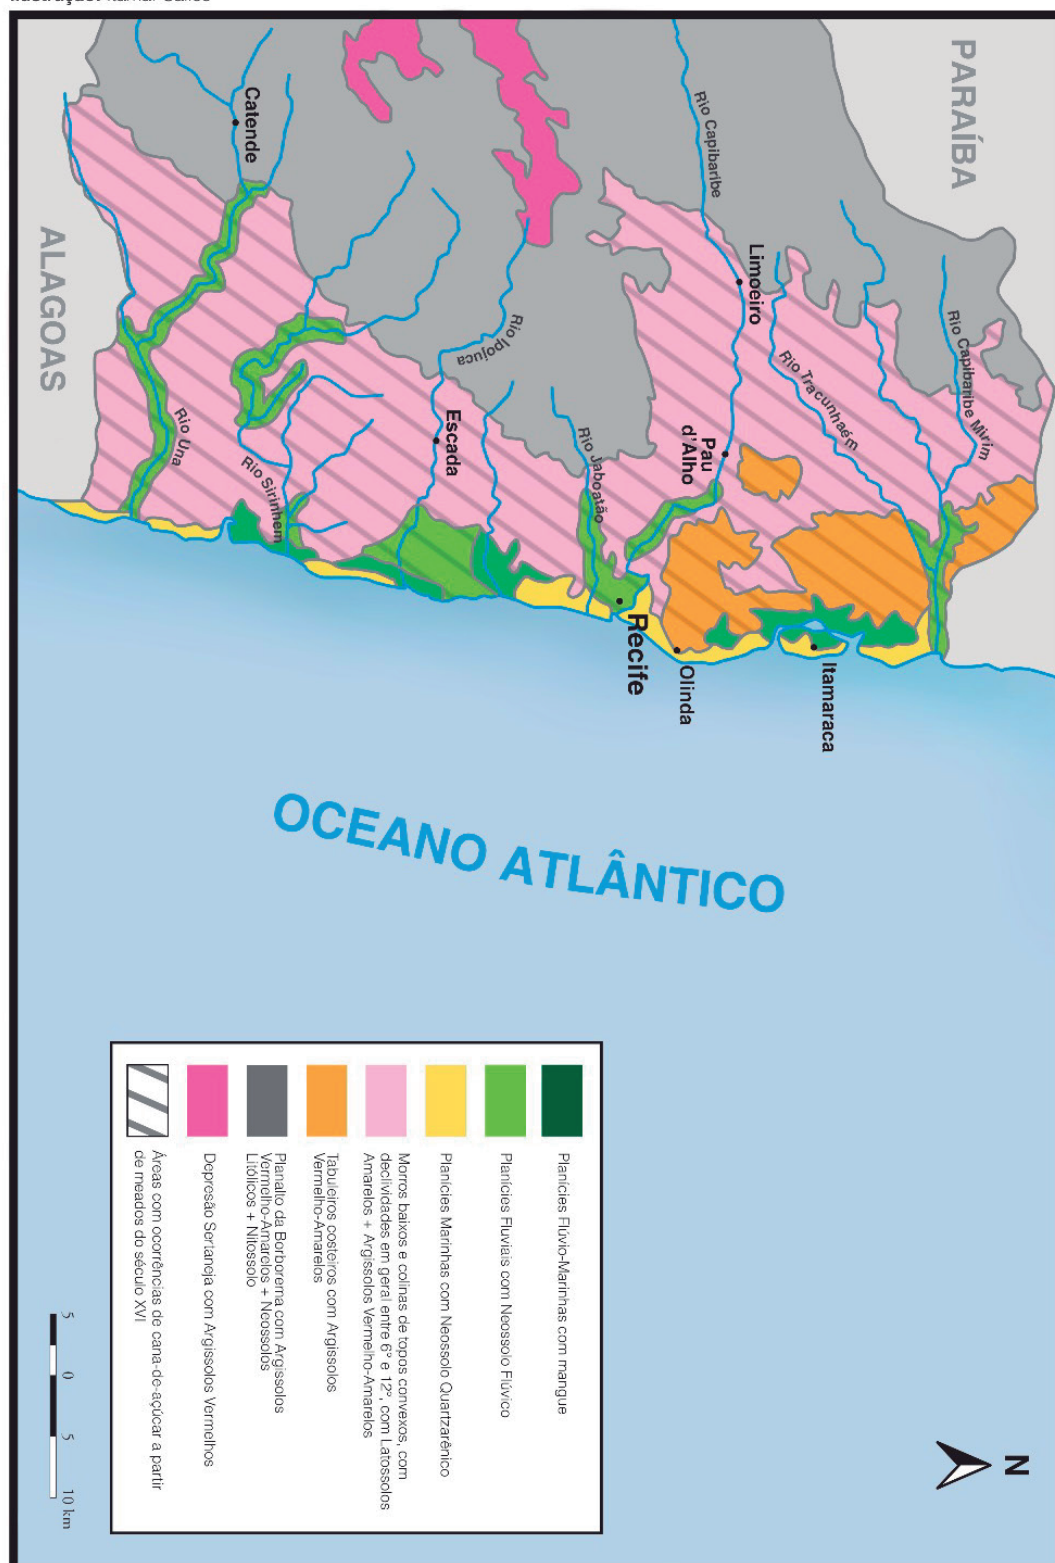 PARAÍBA
ALAGOAS
Rio Capibaribe Mirim
Rio Tracunhaém
Rio Capibaribe
Limoeiro
Pau
d'Alho
Itamaraca
Olinda
Recife
Rio Jaboatão
Rio Ipojuca
Escada
Rio Sirinhem
Catende
Rio Una
OCEANO ATLÂNTICO
N
Planícies Flúvio-Marinhas com mangue
Planícies Fluviais com Neossolo Flúvico
Planícies Marinhas com Neossolo Quartzarênico
Morros baixos e colinas de topos convexos, com
declividades em geral entre 6° e 12°, com Latossolos
Amarelos + Argissolos Vermelho-Amarelos
Tabuleiros costeiros com Argissolos
Vermelho-Amarelos
Planalto da Borborema com Argissolos
Vermelho-Amarelos + Neossolos
Litólicos + Nitossolo
Depresão Sertaneja com Argissolos Vermelhos
Áreas com ocorrências de cana-de-açúcar a partir
de meados do século XVI
5 0 5 10 km